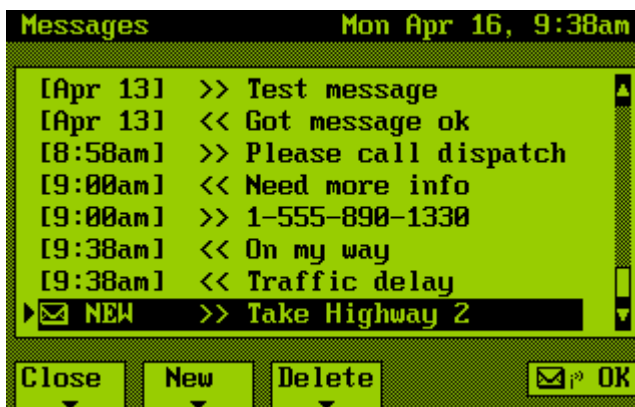 Messages Mon Apr 16, 9:38am
[Apr 13] >> Test message
[Apr 13] << Got message ok
[8:58am] >> Please call dispatch
[9:00am] << Need more info
[9:00am] >> 1-555-890-1330
[9:38am] << On my way
[9:38am] << Traffic delay
NEW >> Take Highway 2
Close New Delete OK